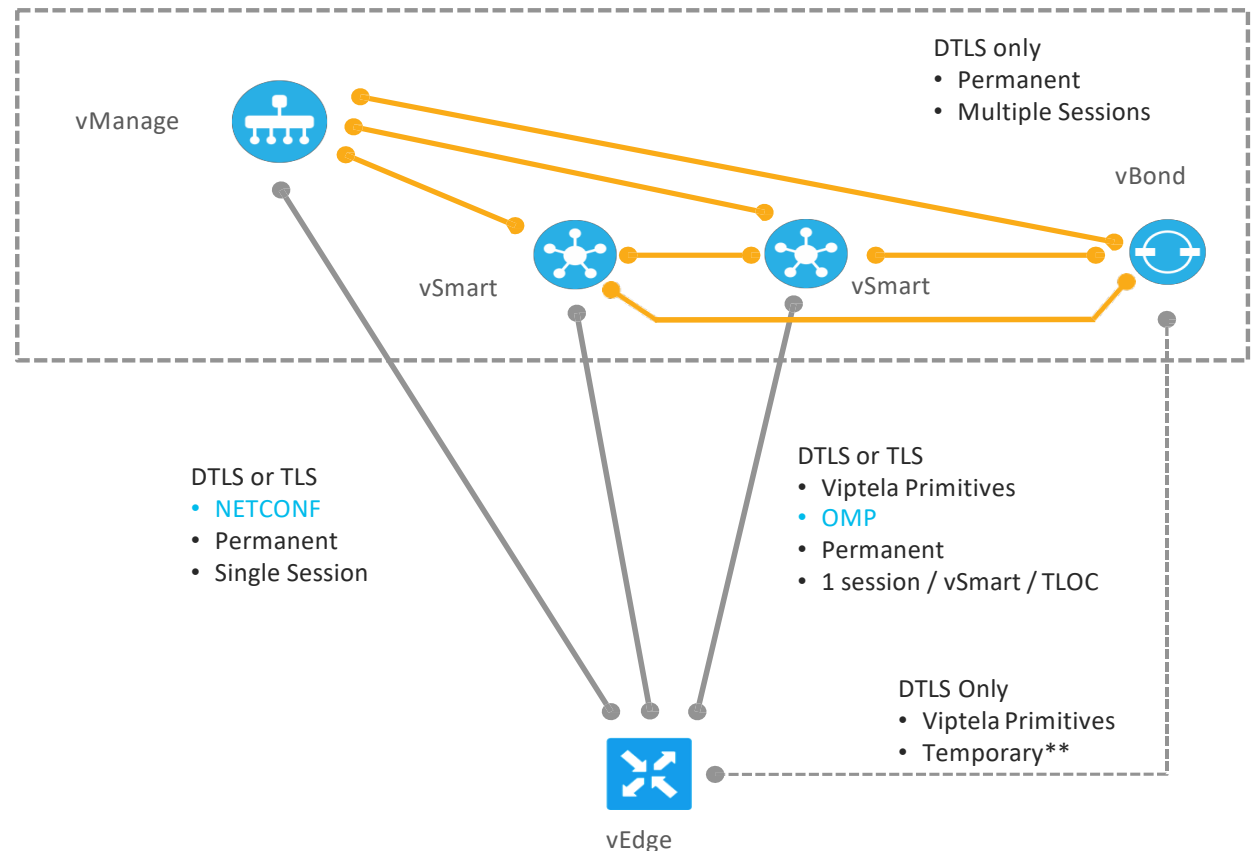 DTLS only
• Permanent
• Multiple Sessions
vManage
vBond
vSmart
vSmart
DTLS or TLS
• NETCONF
• Permanent
• Single Session
DTLS or TLS
• Viptela Primitives
• OMP
• Permanent
• 1 session / vSmart / TLOC
DTLS Only
• Viptela Primitives
• Temporary**
vEdge